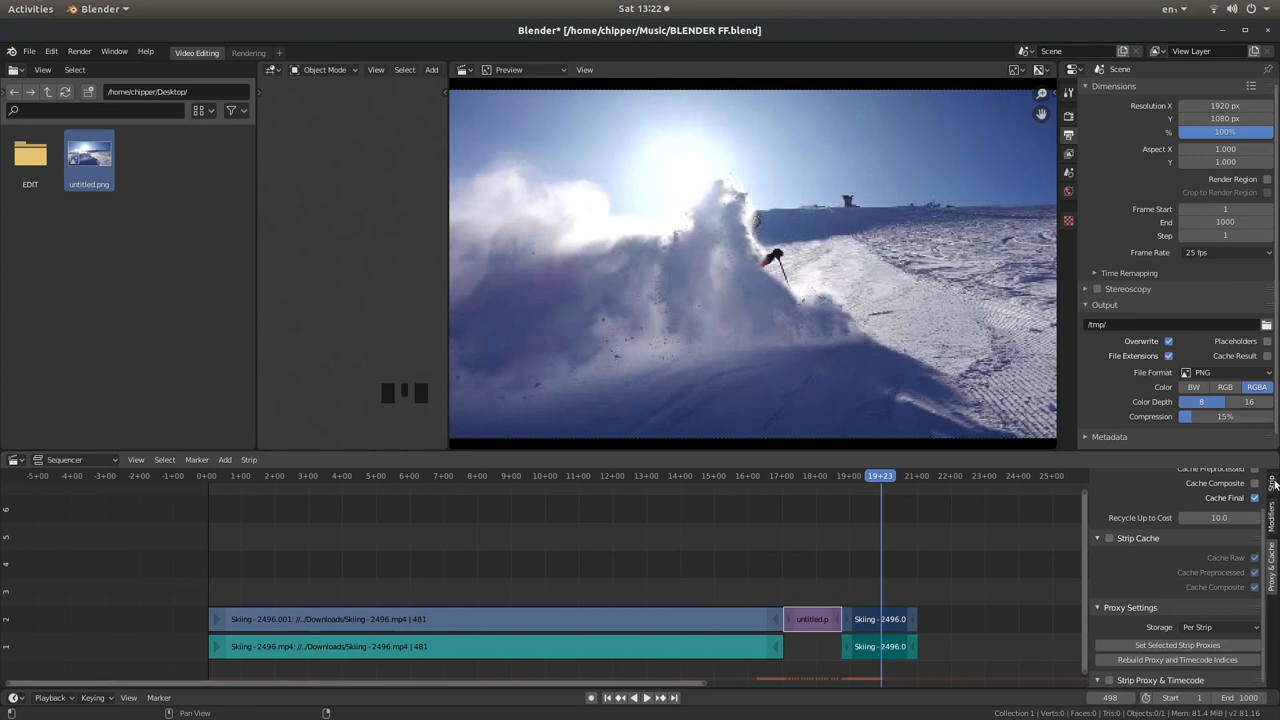 Activities Blender Sat 13:22 en₁
Blender* [/home/chipper/Music/BLENDER FF.blend]
File Edit Render Window Help Video Editing Rendering Scene View Layer
View Select Object Mode View Select Add Preview View Scene
/home/chipper/Desktop/
EDIT untitled.png
Dimensions
Resolution X 1920 px
Y 1080 px
% 100%
Aspect X 1.000
Y 1.000
Render Region
Crop to Render Region
Frame Start 1
End 1000
Step 1
Frame Rate 25 fps
Time Remapping
Stereoscopy
Output
/tmp/
Overwrite Placeholders
File Extensions Cache Result
File Format PNG
Color BW RGB RGBA
Color Depth 8 16
Compression 15%
Metadata
Sequencer View Select Marker Add Strip
-5+00 -4+00 -3+00 -2+00 -1+00 0+00 1+00 2+00 3+00 4+00 5+00 6+00 7+00 8+00 9+00 10+00 11+00 12+00 13+00 14+00 15+00 16+00 17+00 18+00 19+00 19+23 21+00 22+00 23+00 24+00 25+00
6
5
4
3
2 Skiing - 2496.001: //../Downloads/Skiing - 2496.mp4 | 481 untitled.p Skiing - 2496.0
1 Skiing - 2496.mp4: //../Downloads/Skiing - 2496.mp4 | 481 Skiing - 2496.0
Cache Preprocessed
Cache Composite
Cache Final
Recycle Up to Cost 10.0
Strip Cache
Cache Raw
Cache Preprocessed
Cache Composite
Proxy Settings
Storage Per Strip
Set Selected Strip Proxies
Rebuild Proxy and Timecode Indices
Strip Proxy & Timecode
Strip
Modifiers
Proxy & Cache
Playback Keying View Marker 498 Start 1 End 1000
Pan View Collection 1 | Verts:0 | Faces:0 | Tris:0 | Objects:0/1 | Mem: 81.4 MiB | v2.81.16